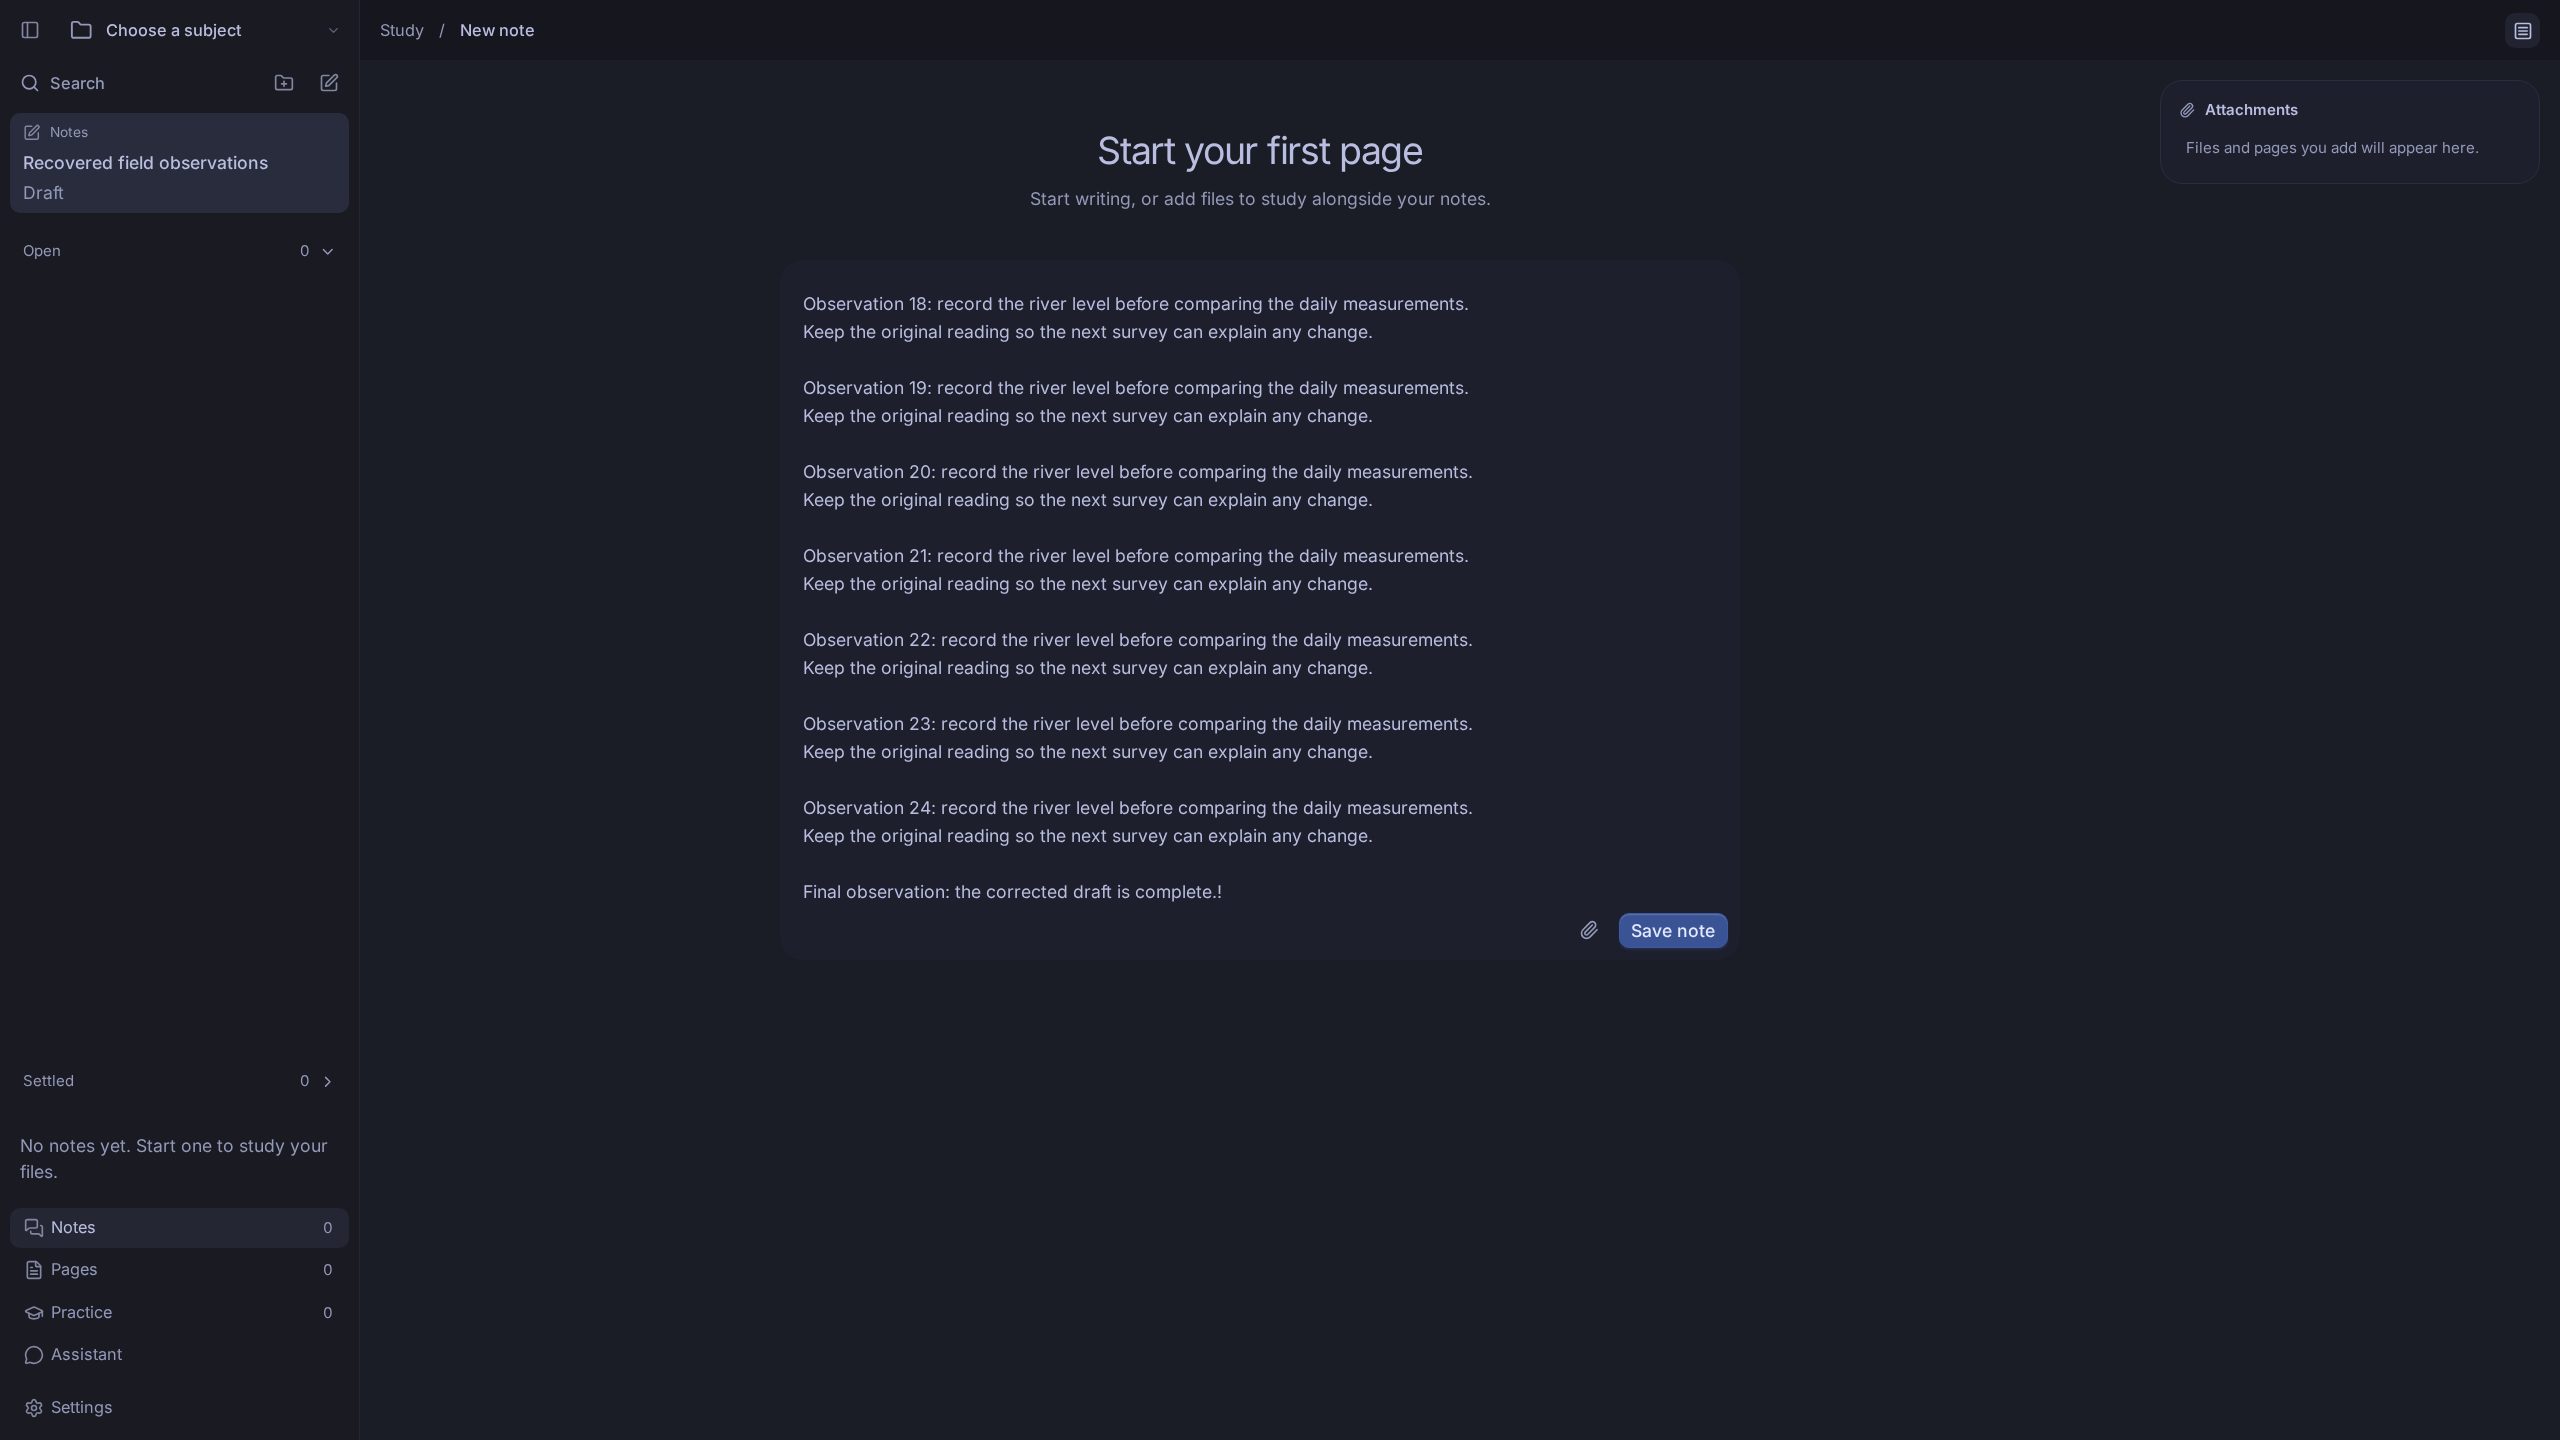 Choose a subject
Search
Notes
Recovered field observations
Draft
Open 0
Settled 0
No notes yet. Start one to study your
files.
Notes 0
Pages 0
Practice 0
Assistant
Settings
Study / New note
Start your first page
Start writing, or add files to study alongside your notes.
Observation 18: record the river level before comparing the daily measurements.
Keep the original reading so the next survey can explain any change.
Observation 19: record the river level before comparing the daily measurements.
Keep the original reading so the next survey can explain any change.
Observation 20: record the river level before comparing the daily measurements.
Keep the original reading so the next survey can explain any change.
Observation 21: record the river level before comparing the daily measurements.
Keep the original reading so the next survey can explain any change.
Observation 22: record the river level before comparing the daily measurements.
Keep the original reading so the next survey can explain any change.
Observation 23: record the river level before comparing the daily measurements.
Keep the original reading so the next survey can explain any change.
Observation 24: record the river level before comparing the daily measurements.
Keep the original reading so the next survey can explain any change.
Final observation: the corrected draft is complete.!
Save note
Attachments
Files and pages you add will appear here.